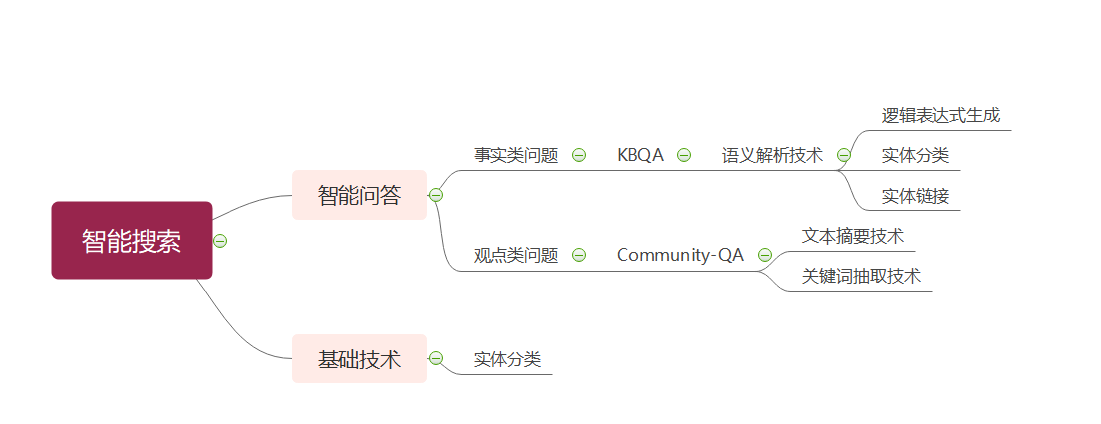 智能搜索
智能问答
事实类问题
KBQA
语义解析技术
逻辑表达式生成
实体分类
实体链接
观点类问题
Community-QA
文本摘要技术
关键词抽取技术
基础技术
实体分类